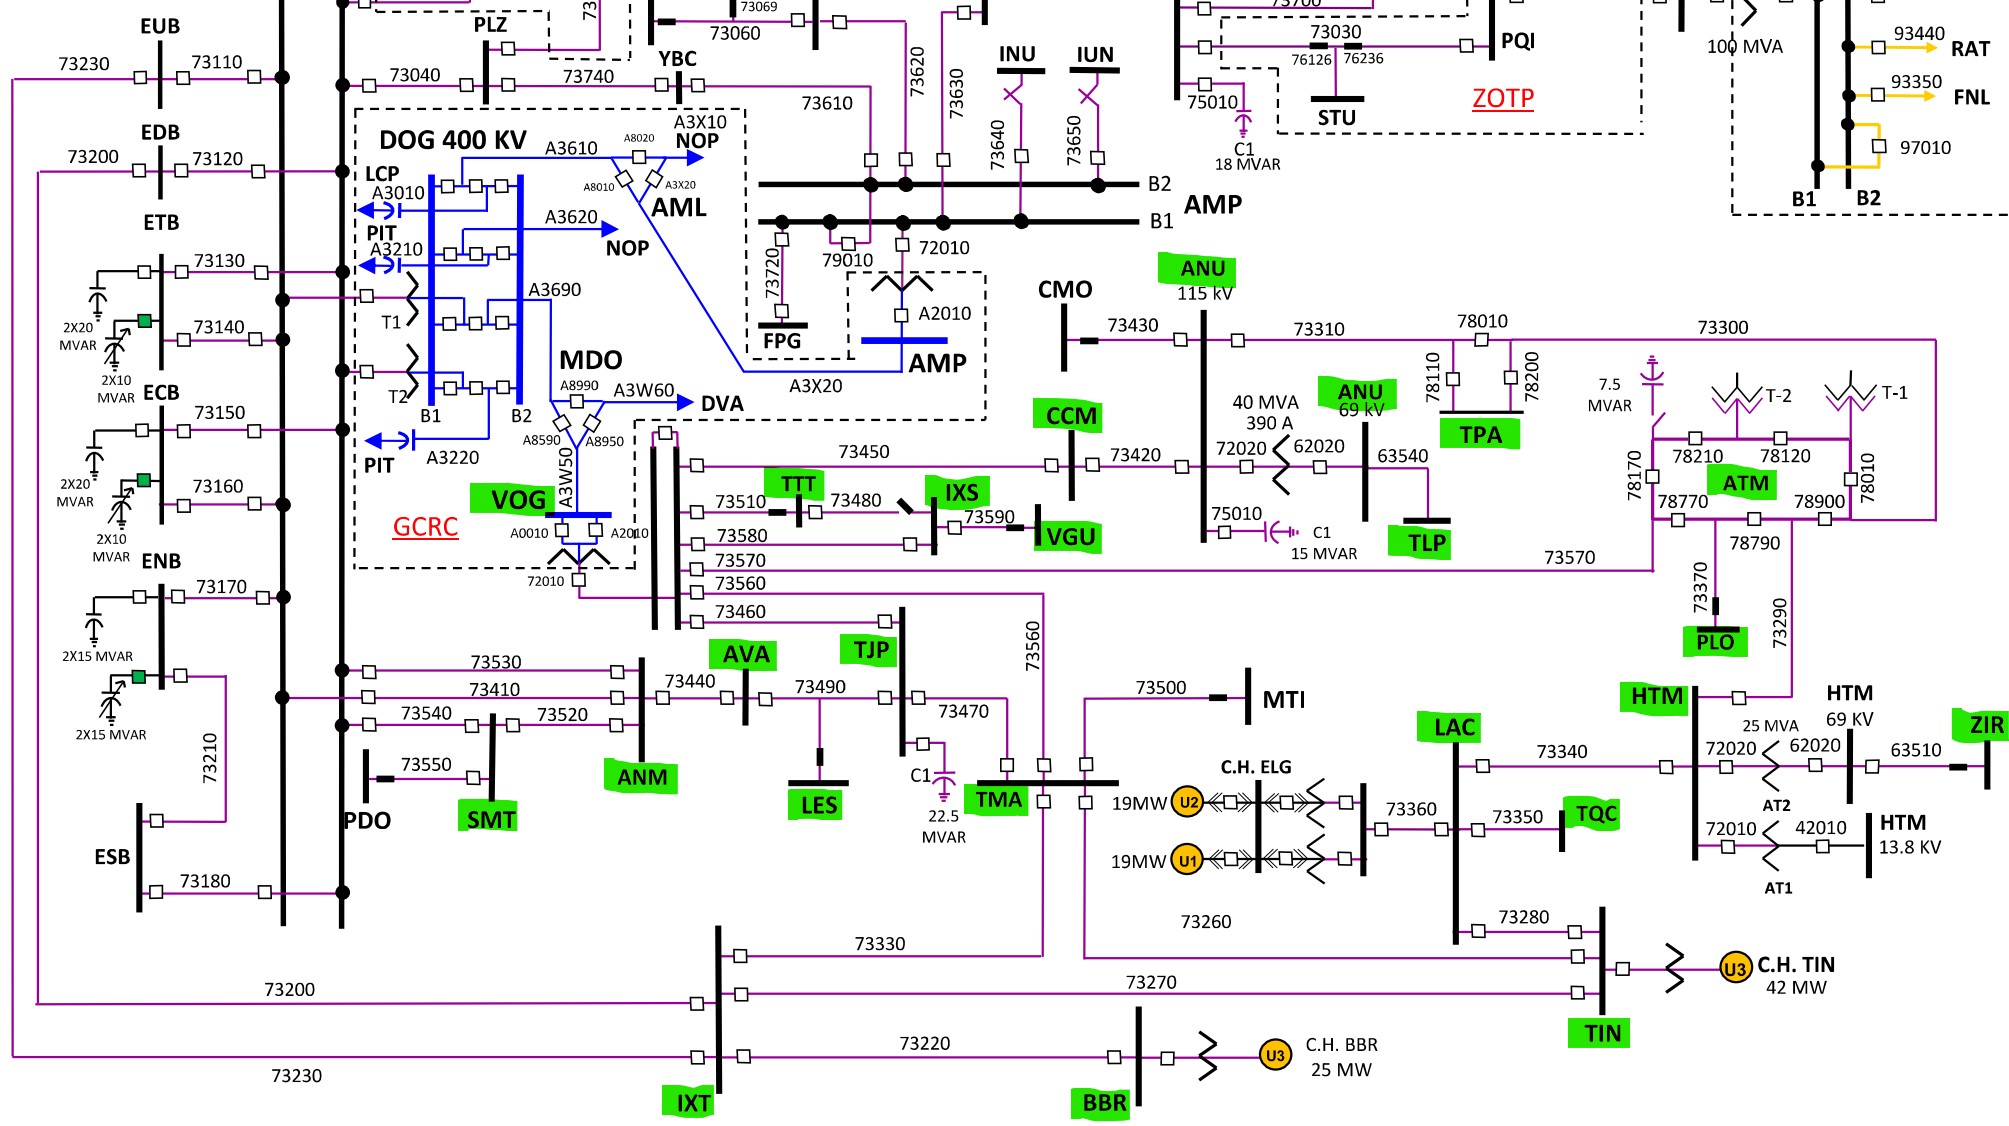 EUB
73230
73110
EDB
73200
73120
ETB
73130
2X20
MVAR
73140
2X10
MVAR
ECB
73150
2X20
MVAR
73160
2X10
MVAR
ENB
73170
2X15 MVAR
2X15 MVAR
73210
ESB
73180
PLZ
73
73040
73740
YBC
73060
73069
73610
73620
73630
INU
IUN
73640
73650
DOG 400 KV
LCP
A3010
PIT
A3210
T1
T2
B1
B2
PIT
A3220
A3610
A8020
A3X10
NOP
A8010
A3X20
AML
A3620
NOP
A3690
MDO
A8990
A3W60
DVA
A8590
A8950
A3W50
VOG
GCRC
A0010
A2010
72010
B2
AMP
B1
73720
79010
72010
FPG
A2010
AMP
A3X20
73700
73030
76126
76236
PQI
75010
STU
ZOTP
C1
18 MVAR
100 MVA
93440
RAT
93350
FNL
97010
B1
B2
ANU
115 kV
CMO
73430
73310
78010
73300
78110
78200
TPA
CCM
40 MVA
390 A
ANU
69 kV
73450
73420
72020
62020
63540
TLP
75010
C1
15 MVAR
7.5
MVAR
T-2
T-1
78170
78210
78120
78010
ATM
78770
78900
78790
73510
TTT
73480
IXS
73590
VGU
73580
73570
73570
73560
73460
73370
73290
PLO
73530
73410
73540
73520
PDO
73550
SMT
ANM
73440
AVA
73490
LES
TJP
73470
C1
22.5
MVAR
73560
TMA
73500
MTI
C.H. ELG
19MW
U2
19MW
U1
73360
LAC
73340
73350
TQC
73280
HTM
25 MVA
HTM
69 KV
72020
62020
63510
ZIR
AT2
72010
42010
HTM
13.8 KV
AT1
73260
73330
73270
73200
73230
IXT
73220
BBR
U3
C.H. BBR
25 MW
TIN
U3
C.H. TIN
42 MW